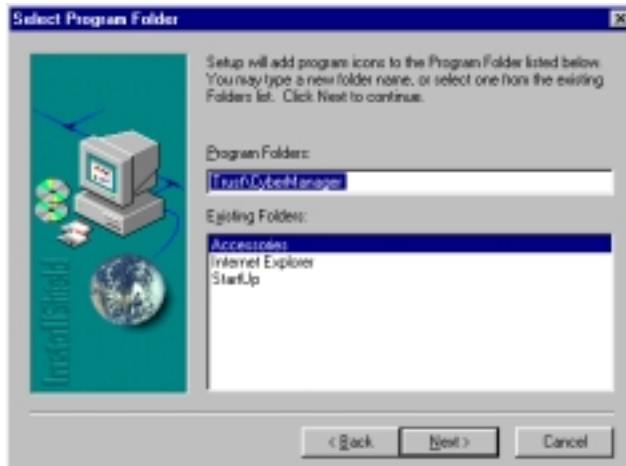 Select Program Folder
Setup will add program icons to the Program Folder listed below.
You may type a new folder name, or select one from the existing
Folders list. Click Next to continue.
Program Folders:
Trust\CyberManager
Existing Folders:
Accessories
Internet Explorer
StartUp
InstallShield
< Back
Next >
Cancel